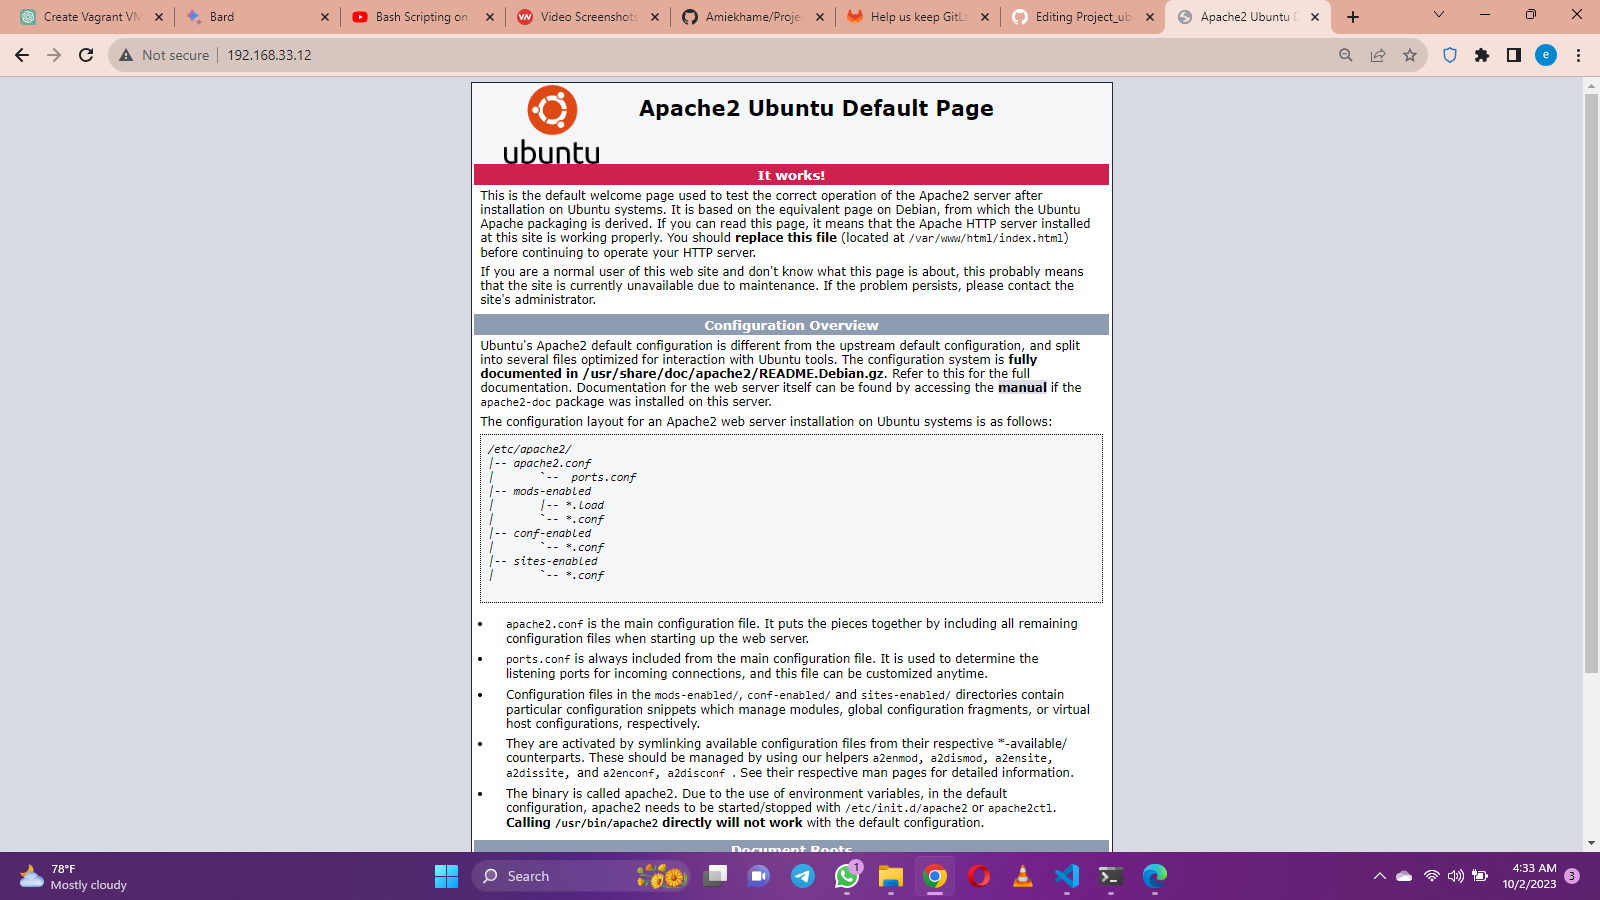 Create Vagrant VM
Bard
Bash Scripting on
Video Screenshots
Amiekhame/Proje
Help us keep GitLa
Editing Project_ub
Apache2 Ubuntu D
Not secure
192.168.33.12
e
ubuntu
Apache2 Ubuntu Default Page
It works!
This is the default welcome page used to test the correct operation of the Apache2 server after
installation on Ubuntu systems. It is based on the equivalent page on Debian, from which the Ubuntu
Apache packaging is derived. If you can read this page, it means that the Apache HTTP server installed
at this site is working properly. You should replace this file (located at /var/www/html/index.html)
before continuing to operate your HTTP server.
If you are a normal user of this web site and don't know what this page is about, this probably means
that the site is currently unavailable due to maintenance. If the problem persists, please contact the
site's administrator.
Configuration Overview
Ubuntu's Apache2 default configuration is different from the upstream default configuration, and split
into several files optimized for interaction with Ubuntu tools. The configuration system is fully
documented in /usr/share/doc/apache2/README.Debian.gz. Refer to this for the full
documentation. Documentation for the web server itself can be found by accessing the manual if the
apache2-doc package was installed on this server.
The configuration layout for an Apache2 web server installation on Ubuntu systems is as follows:
/etc/apache2/
|-- apache2.conf
|       `--  ports.conf
|-- mods-enabled
|       |-- *.load
|       `-- *.conf
|-- conf-enabled
|       `-- *.conf
|-- sites-enabled
|       `-- *.conf
• apache2.conf is the main configuration file. It puts the pieces together by including all remaining
configuration files when starting up the web server.
• ports.conf is always included from the main configuration file. It is used to determine the
listening ports for incoming connections, and this file can be customized anytime.
• Configuration files in the mods-enabled/, conf-enabled/ and sites-enabled/ directories contain
particular configuration snippets which manage modules, global configuration fragments, or virtual
host configurations, respectively.
• They are activated by symlinking available configuration files from their respective *-available/
counterparts. These should be managed by using our helpers a2enmod, a2dismod, a2ensite,
a2dissite, and a2enconf, a2disconf . See their respective man pages for detailed information.
• The binary is called apache2. Due to the use of environment variables, in the default
configuration, apache2 needs to be started/stopped with /etc/init.d/apache2 or apache2ctl.
Calling /usr/bin/apache2 directly will not work with the default configuration.
Document Roots
78°F
Mostly cloudy
Search
1
4:33 AM
10/2/2023
3